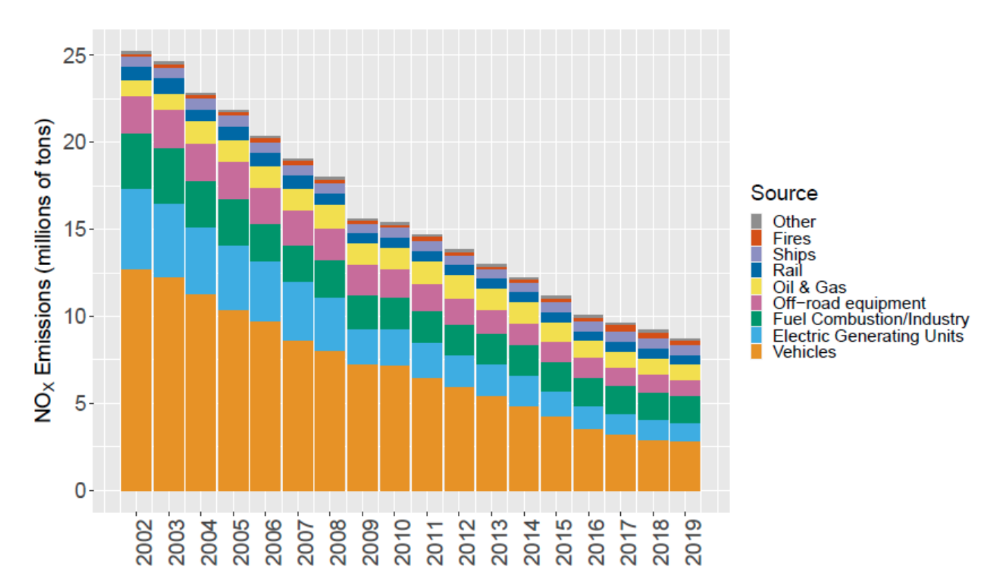 NOX Emissions (millions of tons)
25
20
15
10
5
0
2002
2003
2004
2005
2006
2007
2008
2009
2010
2011
2012
2013
2014
2015
2016
2017
2018
2019
Source
Other
Fires
Ships
Rail
Oil & Gas
Off−road equipment
Fuel Combustion/Industry
Electric Generating Units
Vehicles